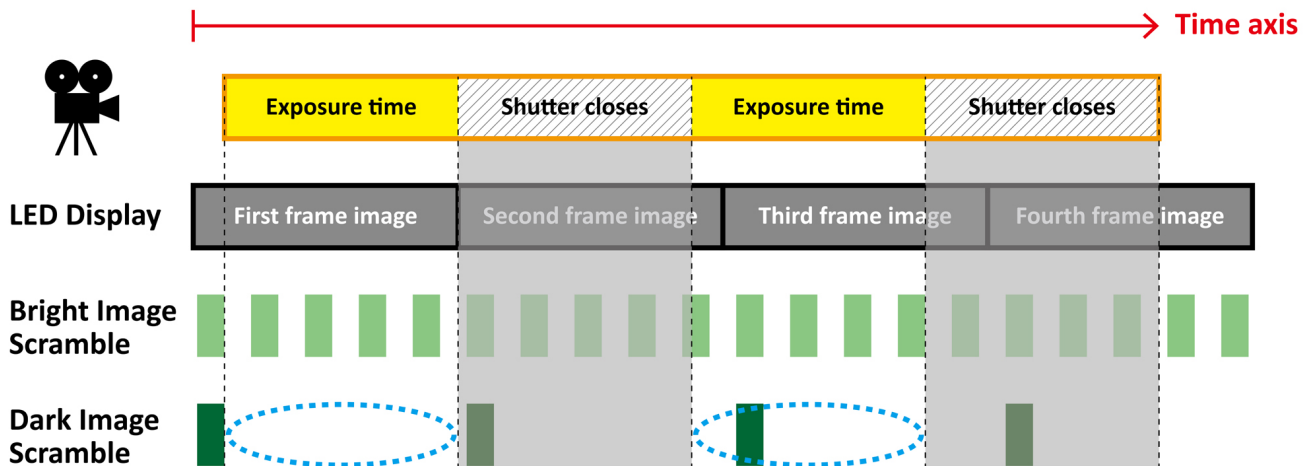 Time axis
Exposure time Shutter closes Exposure time Shutter closes
LED Display First frame image Second frame image Third frame image Fourth frame image
Bright Image
Scramble
Dark Image
Scramble